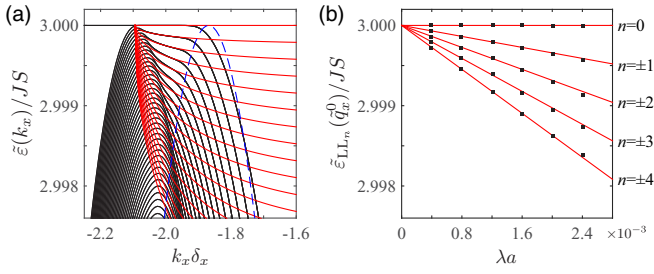 (a)
3.000
2.999
2.998
ε̃(kₓ)/JS
-2.2
-2.0
-1.8
-1.6
kₓδₓ
(b)
3.000
2.999
2.998
ε̃_LLₙ(q̃ₓ⁰)/JS
n=0
n=±1
n=±2
n=±3
n=±4
0
0.8
1.6
2.4
×10⁻³
λa